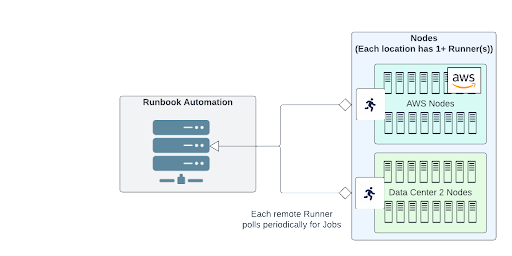 Nodes
(Each location has 1+ Runner(s))
aws
AWS Nodes
Runbook Automation
Data Center 2 Nodes
Each remote Runner
polls periodically for Jobs